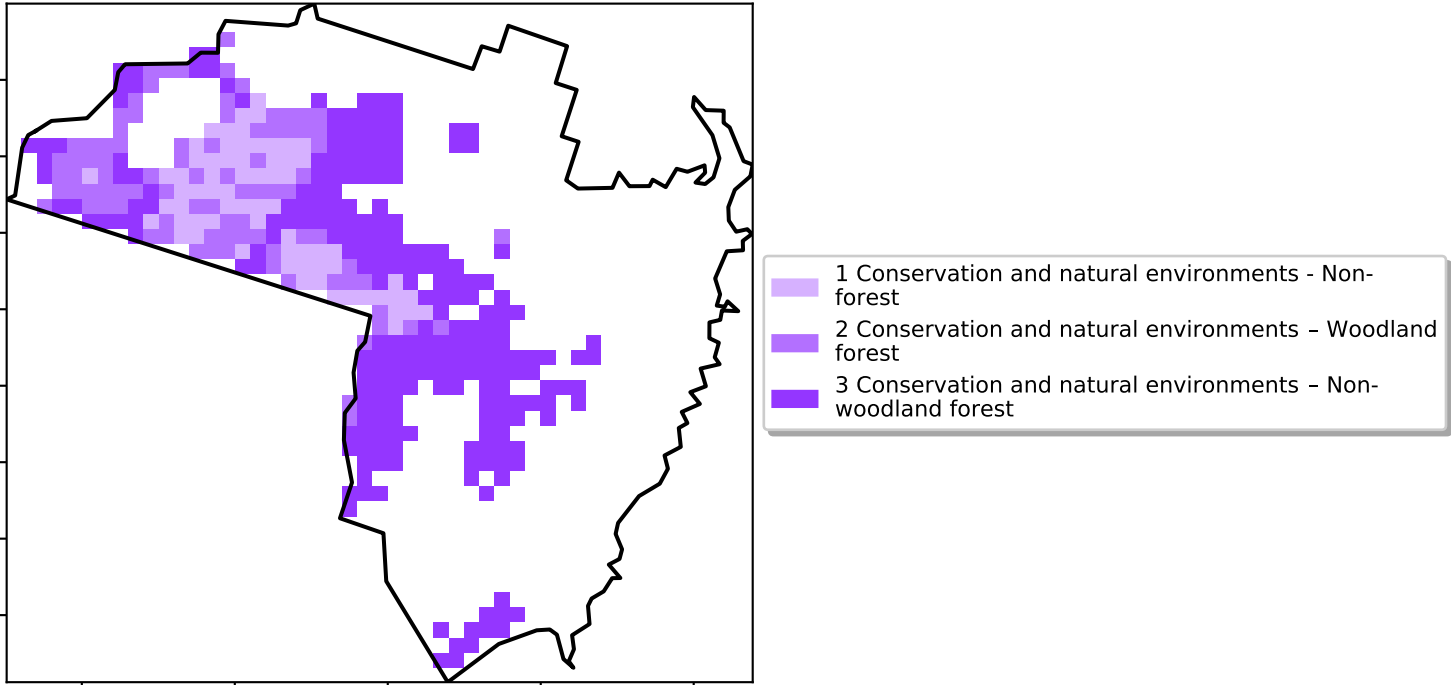 1 Conservation and natural environments - Non-
forest
2 Conservation and natural environments – Woodland
forest
3 Conservation and natural environments – Non-
woodland forest